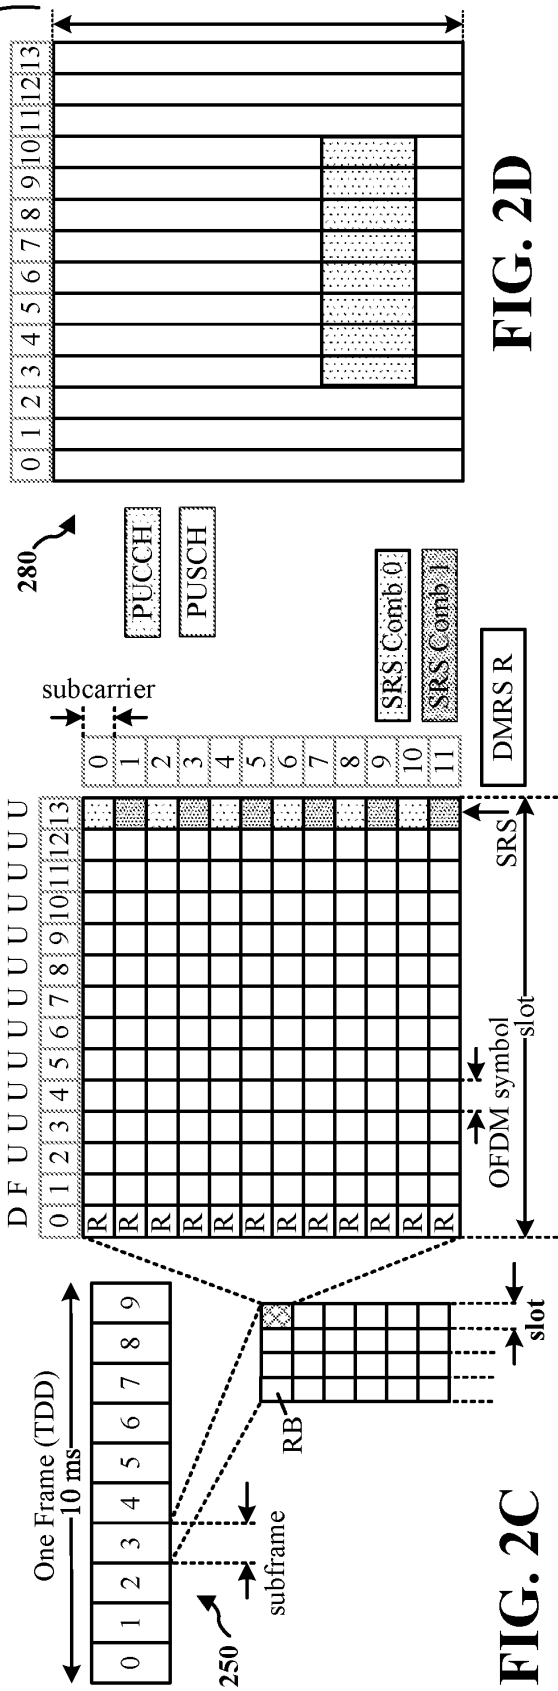 One Frame (TDD)
10 ms
0 1 2 3 4 5 6 7 8 9
subframe
250
RB
slot
FIG. 2C
D F U U U U U U U U U U U U
0 1 2 3 4 5 6 7 8 9 10 11 12 13
R
R
R
R
R
R
R
R
R
R
R
R
OFDM symbol
slot
SRS
subcarrier
0
1
2
3
4
5
6
7
8
9
10
11
DMRS R
PUCCH
PUSCH
SRS Comb 0
SRS Comb 1
280
0 1 2 3 4 5 6 7 8 9 10 11 12 13
FIG. 2D